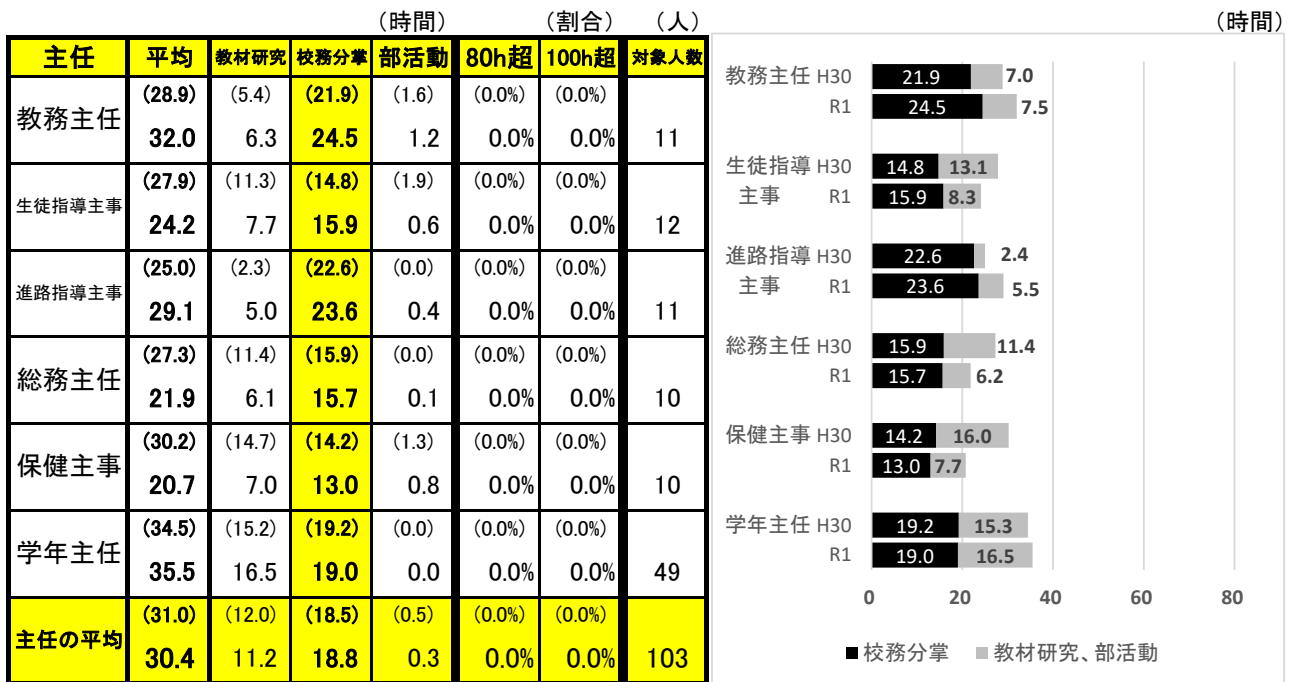 （時間） （割合） （人）
主任 平均 教材研究 校務分掌 部活動 80h超 100h超 対象人数
教務主任 (28.9) (5.4) (21.9) (1.6) (0.0%) (0.0%)
32.0 6.3 24.5 1.2 0.0% 0.0% 11
生徒指導主事 (27.9) (11.3) (14.8) (1.9) (0.0%) (0.0%)
24.2 7.7 15.9 0.6 0.0% 0.0% 12
進路指導主事 (25.0) (2.3) (22.6) (0.0) (0.0%) (0.0%)
29.1 5.0 23.6 0.4 0.0% 0.0% 11
総務主任 (27.3) (11.4) (15.9) (0.0) (0.0%) (0.0%)
21.9 6.1 15.7 0.1 0.0% 0.0% 10
保健主事 (30.2) (14.7) (14.2) (1.3) (0.0%) (0.0%)
20.7 7.0 13.0 0.8 0.0% 0.0% 10
学年主任 (34.5) (15.2) (19.2) (0.0) (0.0%) (0.0%)
35.5 16.5 19.0 0.0 0.0% 0.0% 49
主任の平均 (31.0) (12.0) (18.5) (0.5) (0.0%) (0.0%)
30.4 11.2 18.8 0.3 0.0% 0.0% 103
（時間）
教務主任 H30 21.9 7.0
R1 24.5 7.5
生徒指導 H30 14.8 13.1
主事 R1 15.9 8.3
進路指導 H30 22.6 2.4
主事 R1 23.6 5.5
総務主任 H30 15.9 11.4
R1 15.7 6.2
保健主事 H30 14.2 16.0
R1 13.0 7.7
学年主任 H30 19.2 15.3
R1 19.0 16.5
0 20 40 60 80
■校務分掌 ■教材研究、部活動